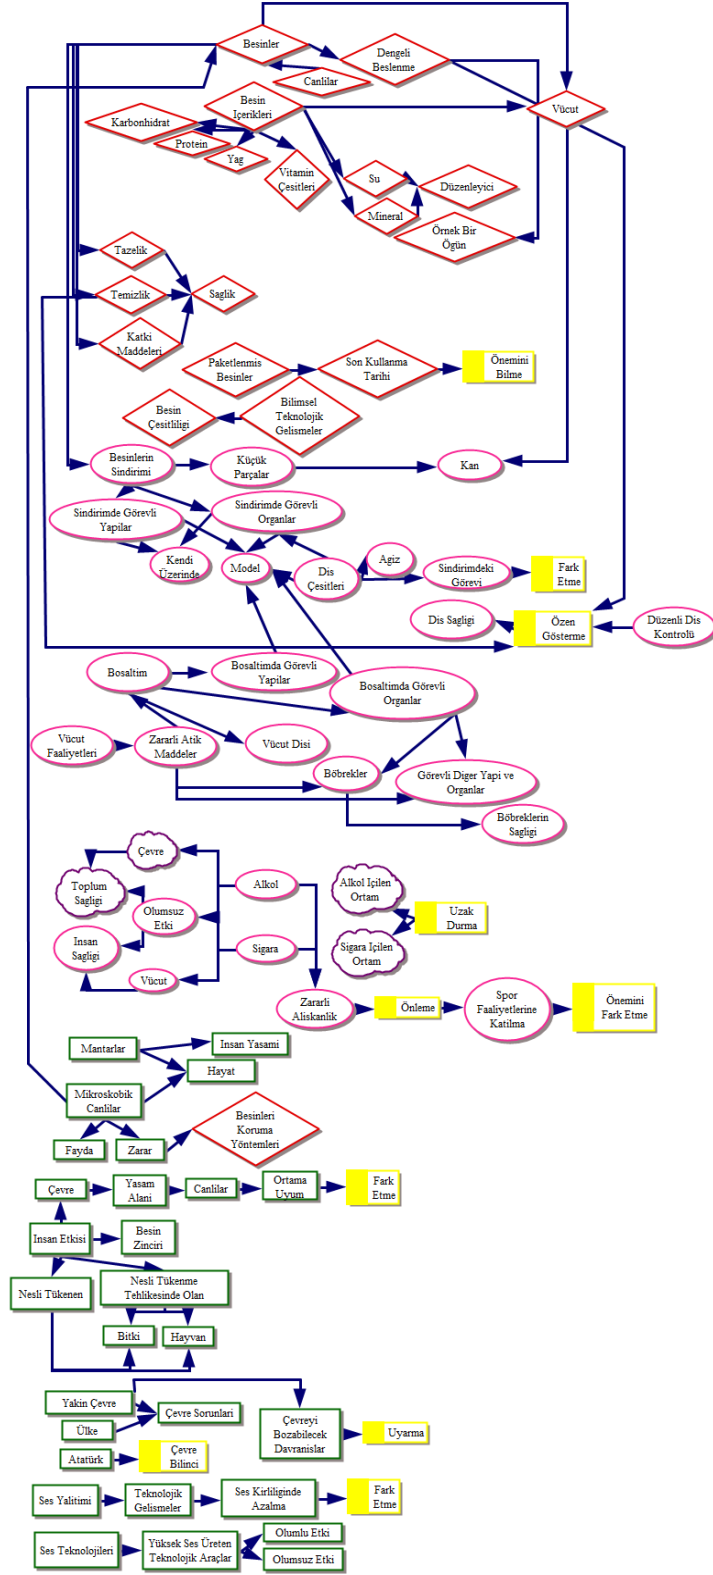 Besinler
Dengeli
Beslenme
Canlilar
Besin
Içerikleri
Vücut
Karbonhidrat
Protein
Yag
Vitamin
Çesitleri
Su
Düzenleyici
Mineral
Örnek Bir
Ögün
Tazelik
Temizlik
Saglik
Katki
Maddeleri
Paketlenmis
Besinler
Son Kullanma
Tarihi
Önemini
Bilme
Besin
Çesitliligi
Bilimsel
Teknolojik
Gelismeler
Besinlerin
Sindirimi
Küçük
Parçalar
Kan
Sindirimde Görevli
Yapilar
Sindirimde Görevli
Organlar
Kendi
Üzerinde
Model
Dis
Çesitleri
Agiz
Sindirimdeki
Görevi
Fark
Etme
Dis Sagligi
Özen
Gösterme
Düzenli Dis
Kontrolü
Bosaltim
Bosaltimda Görevli
Yapilar
Bosaltimda Görevli
Organlar
Vücut
Faaliyetleri
Zararli Atik
Maddeler
Vücut Disi
Böbrekler
Görevli Diger Yapi ve
Organlar
Böbreklerin
Sagligi
Çevre
Toplum
Sagligi
Alkol
Alkol Içilen
Ortam
Olumsuz
Etki
Uzak
Durma
Insan
Sagligi
Sigara
Sigara Içilen
Ortam
Vücut
Zararli
Aliskanlik
Önleme
Spor
Faaliyetlerine
Katilma
Önemini
Fark Etme
Mantarlar
Insan Yasami
Hayat
Mikroskobik
Canlilar
Besinleri
Koruma
Yöntemleri
Fayda
Zarar
Çevre
Yasam
Alani
Canlilar
Ortama
Uyum
Fark
Etme
Insan Etkisi
Besin
Zinciri
Nesli Tükenen
Nesli Tükenme
Tehlikesinde Olan
Bitki
Hayvan
Yakin Çevre
Çevre Sorunlari
Ülke
Çevreyi
Bozabilecek
Davranislar
Uyarma
Atatürk
Çevre
Bilinci
Ses Yalitimi
Teknolojik
Gelismeler
Ses Kirliliginde
Azalma
Fark
Etme
Ses Teknolojileri
Yüksek Ses Üreten
Teknolojik Araçlar
Olumlu Etki
Olumsuz Etki